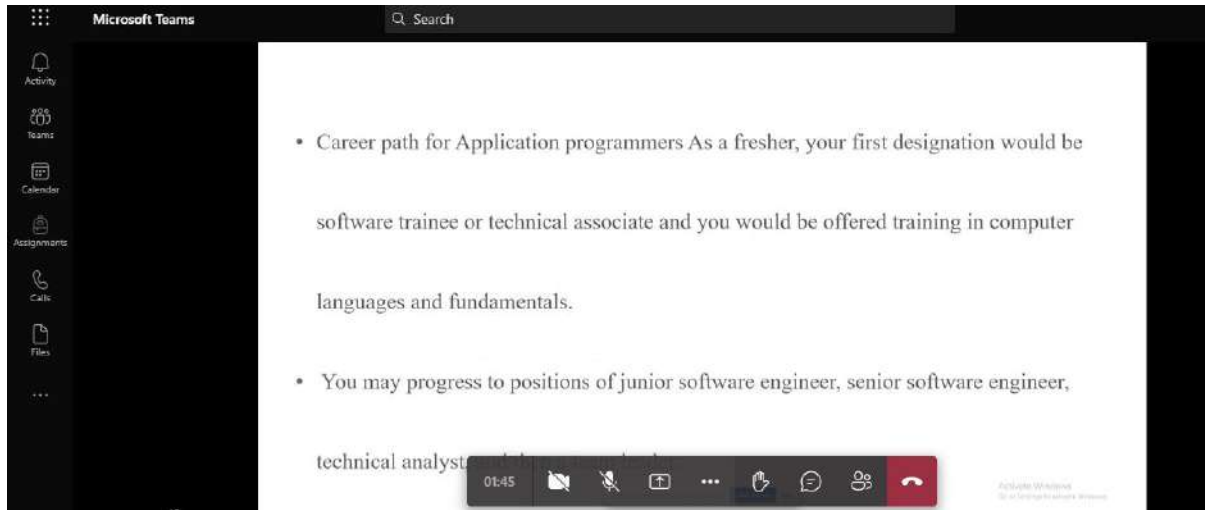 Microsoft Teams
Search
Activity
Teams
Calendar
Assignments
Calls
Files
• Career path for Application programmers As a fresher, your first designation would be
software trainee or technical associate and you would be offered training in computer
languages and fundamentals.
• You may progress to positions of junior software engineer, senior software engineer,
technical analyst
01:45
Activate Windows